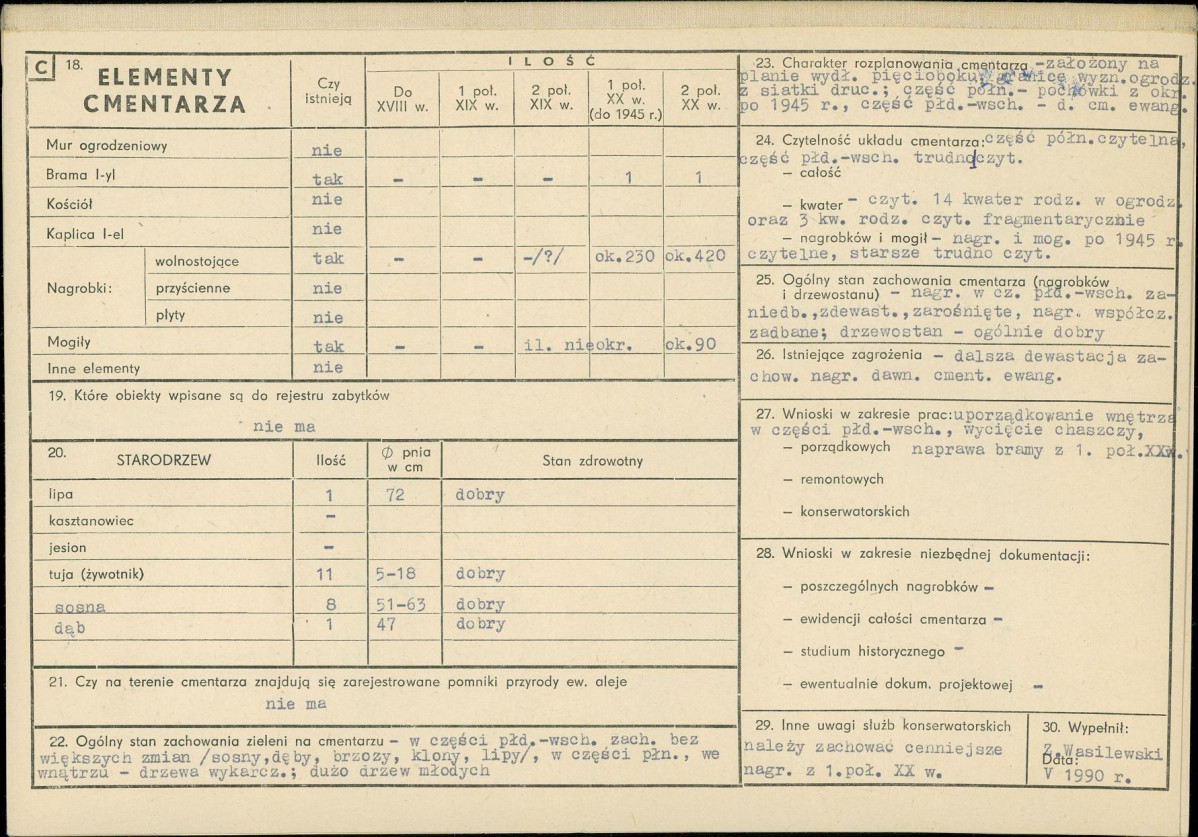 C 18. ELEMENTY CMENTARZA
Czy istnieją
ILOŚĆ
Do XVIII w.
1 poł. XIX w.
2 poł. XIX w.
1 poł. XX w. (do 1945 r.)
2 poł. XX w.
Mur ogrodzeniowy nie
Brama I-yl tak – – – 1 1
Kościół nie
Kaplica I-el nie
Nagrobki:
wolnostojące tak – – -/?/ ok.230 ok.420
przyścienne nie
płyty nie
Mogiły tak – – il. nieokr. ok.90
Inne elementy nie
19. Które obiekty wpisane są do rejestru zabytków
nie ma
20. STARODRZEW Ilość Ø pnia w cm Stan zdrowotny
lipa 1 72 dobry
kasztanowiec –
jesion –
tuja (żywotnik) 11 5-18 dobry
sosna 8 51-63 dobry
dąb 1 47 dobry
21. Czy na terenie cmentarza znajdują się zarejestrowane pomniki przyrody ew. aleje
nie ma
22. Ogólny stan zachowania zieleni na cmentarzu - w części płd.-wsch. zach. bez
większych zmian /sosny,dęby, brzozy, klony, lipy/, w części płn., we
wnątrzu - drzewa wykarcz.; dużo drzew młodych
23. Charakter rozplanowania cmentarza -założony na
planie wydł. pięcioboku; granice wyzn.ogrodz.
z siatki druc.; część półn.- pochówki z okr.
po 1945 r., część płd.-wsch. - d. cm. ewang.
24. Czytelność układu cmentarza: część półn.czytelna,
część płd.-wsch. trudno czyt.
– całość
– kwater - czyt. 14 kwater rodz. w ogrodz.
oraz 3 kw. rodz. czyt. fragmentarycznie
– nagrobków i mogił - nagr. i mog. po 1945 r.
czytelne, starsze trudno czyt.
25. Ogólny stan zachowania cmentarza (nagrobków
i drzewostanu) - nagr. w cz. płd.-wsch. za-
niedb.,zdewast.,zarośnięte, nagr. współcz.
zadbane; drzewostan - ogólnie dobry
26. Istniejące zagrożenia - dalsza dewastacja za-
chow. nagr. dawn. cment. ewang.
27. Wnioski w zakresie prac: uporządkowanie wnętrza
w części płd.-wsch., wycięcie chaszczy,
– porządkowych naprawa bramy z 1. poł.XXw.
– remontowych
– konserwatorskich
28. Wnioski w zakresie niezbędnej dokumentacji:
– poszczególnych nagrobków -
– ewidencji całości cmentarza -
– studium historycznego -
– ewentualnie dokum. projektowej -
29. Inne uwagi służb konserwatorskich
należy zachować cenniejsze
nagr. z 1.poł. XX w.
30. Wypełnił:
Z.Wasilewski
Data:
V 1990 r.